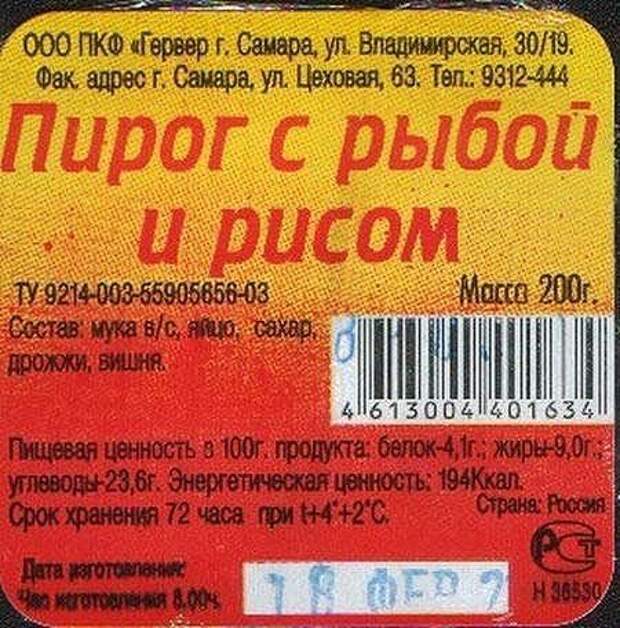 ООО ПКФ «Гервер г. Самара, ул. Владимирская, 30/19.
Фак. адрес г. Самара, ул. Цеховая, 63. Тел.: 9312-444
Пирог с рыбой
и рисом
ТУ 9214-003-55905656-03
Масса 200г.
Состав: мука в/с, яйцо, сахар,
дрожжи, вишня.
4 613004 401634
Пищевая ценность в 100г. продукта: белок-4,1г.; жиры-9,0г.;
углеводы-23,6г. Энергетическая ценность: 194Ккал.
Срок хранения 72 часа при t+4°+2°С.
Страна: Россия
РСТ
Дата изготовления:
Час изготовления 8.00ч.
18 ФЕР 2
Н 36530